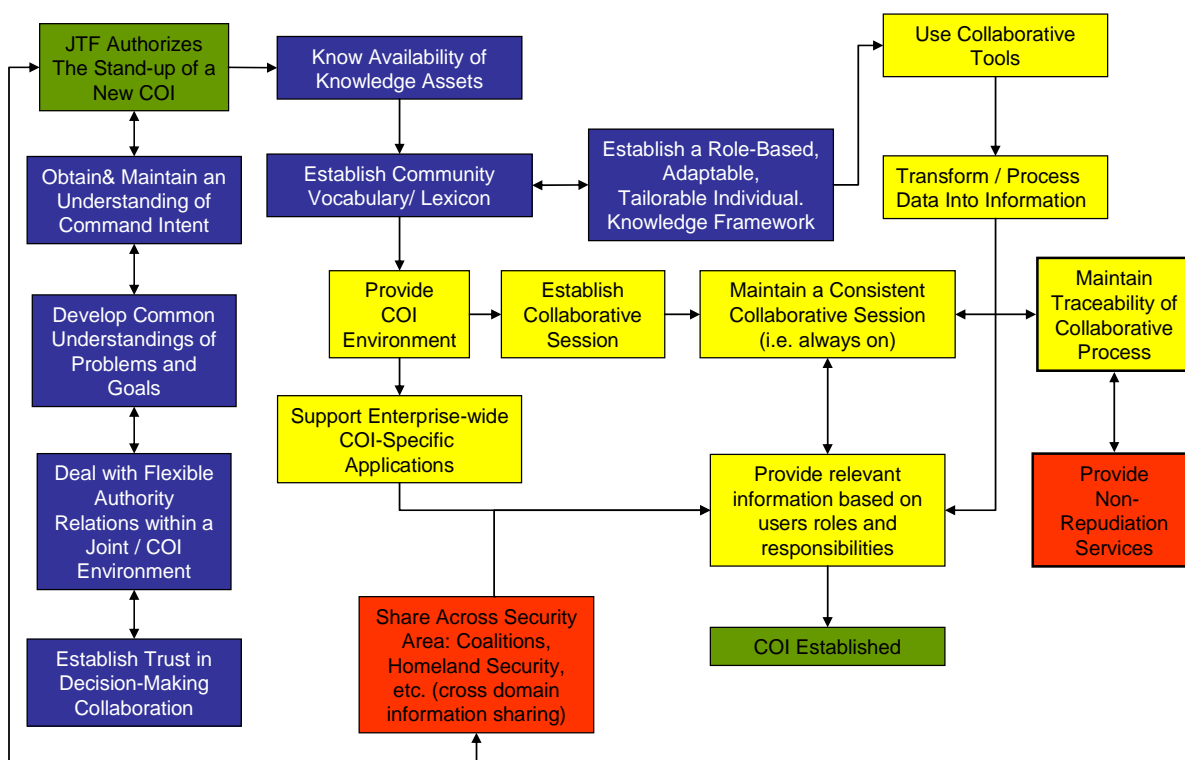 JTF Authorizes
The Stand-up of a
New COI
Know Availability of
Knowledge Assets
Use Collaborative
Tools
Obtain& Maintain an
Understanding of
Command Intent
Establish Community
Vocabulary/ Lexicon
Establish a Role-Based,
Adaptable,
Tailorable Individual.
Knowledge Framework
Transform / Process
Data Into Information
Develop Common
Understandings of
Problems and
Goals
Provide
COI
Environment
Establish
Collaborative
Session
Maintain a Consistent
Collaborative Session
(i.e. always on)
Maintain
Traceability of
Collaborative
Process
Support Enterprise-wide
COI-Specific
Applications
Deal with Flexible
Authority
Relations within a
Joint / COI
Environment
Provide relevant
information based on
users roles and
responsibilities
Provide
Non-
Repudiation
Services
Share Across Security
Area: Coalitions,
Homeland Security,
etc. (cross domain
information sharing)
COI Established
Establish Trust in
Decision-Making
Collaboration